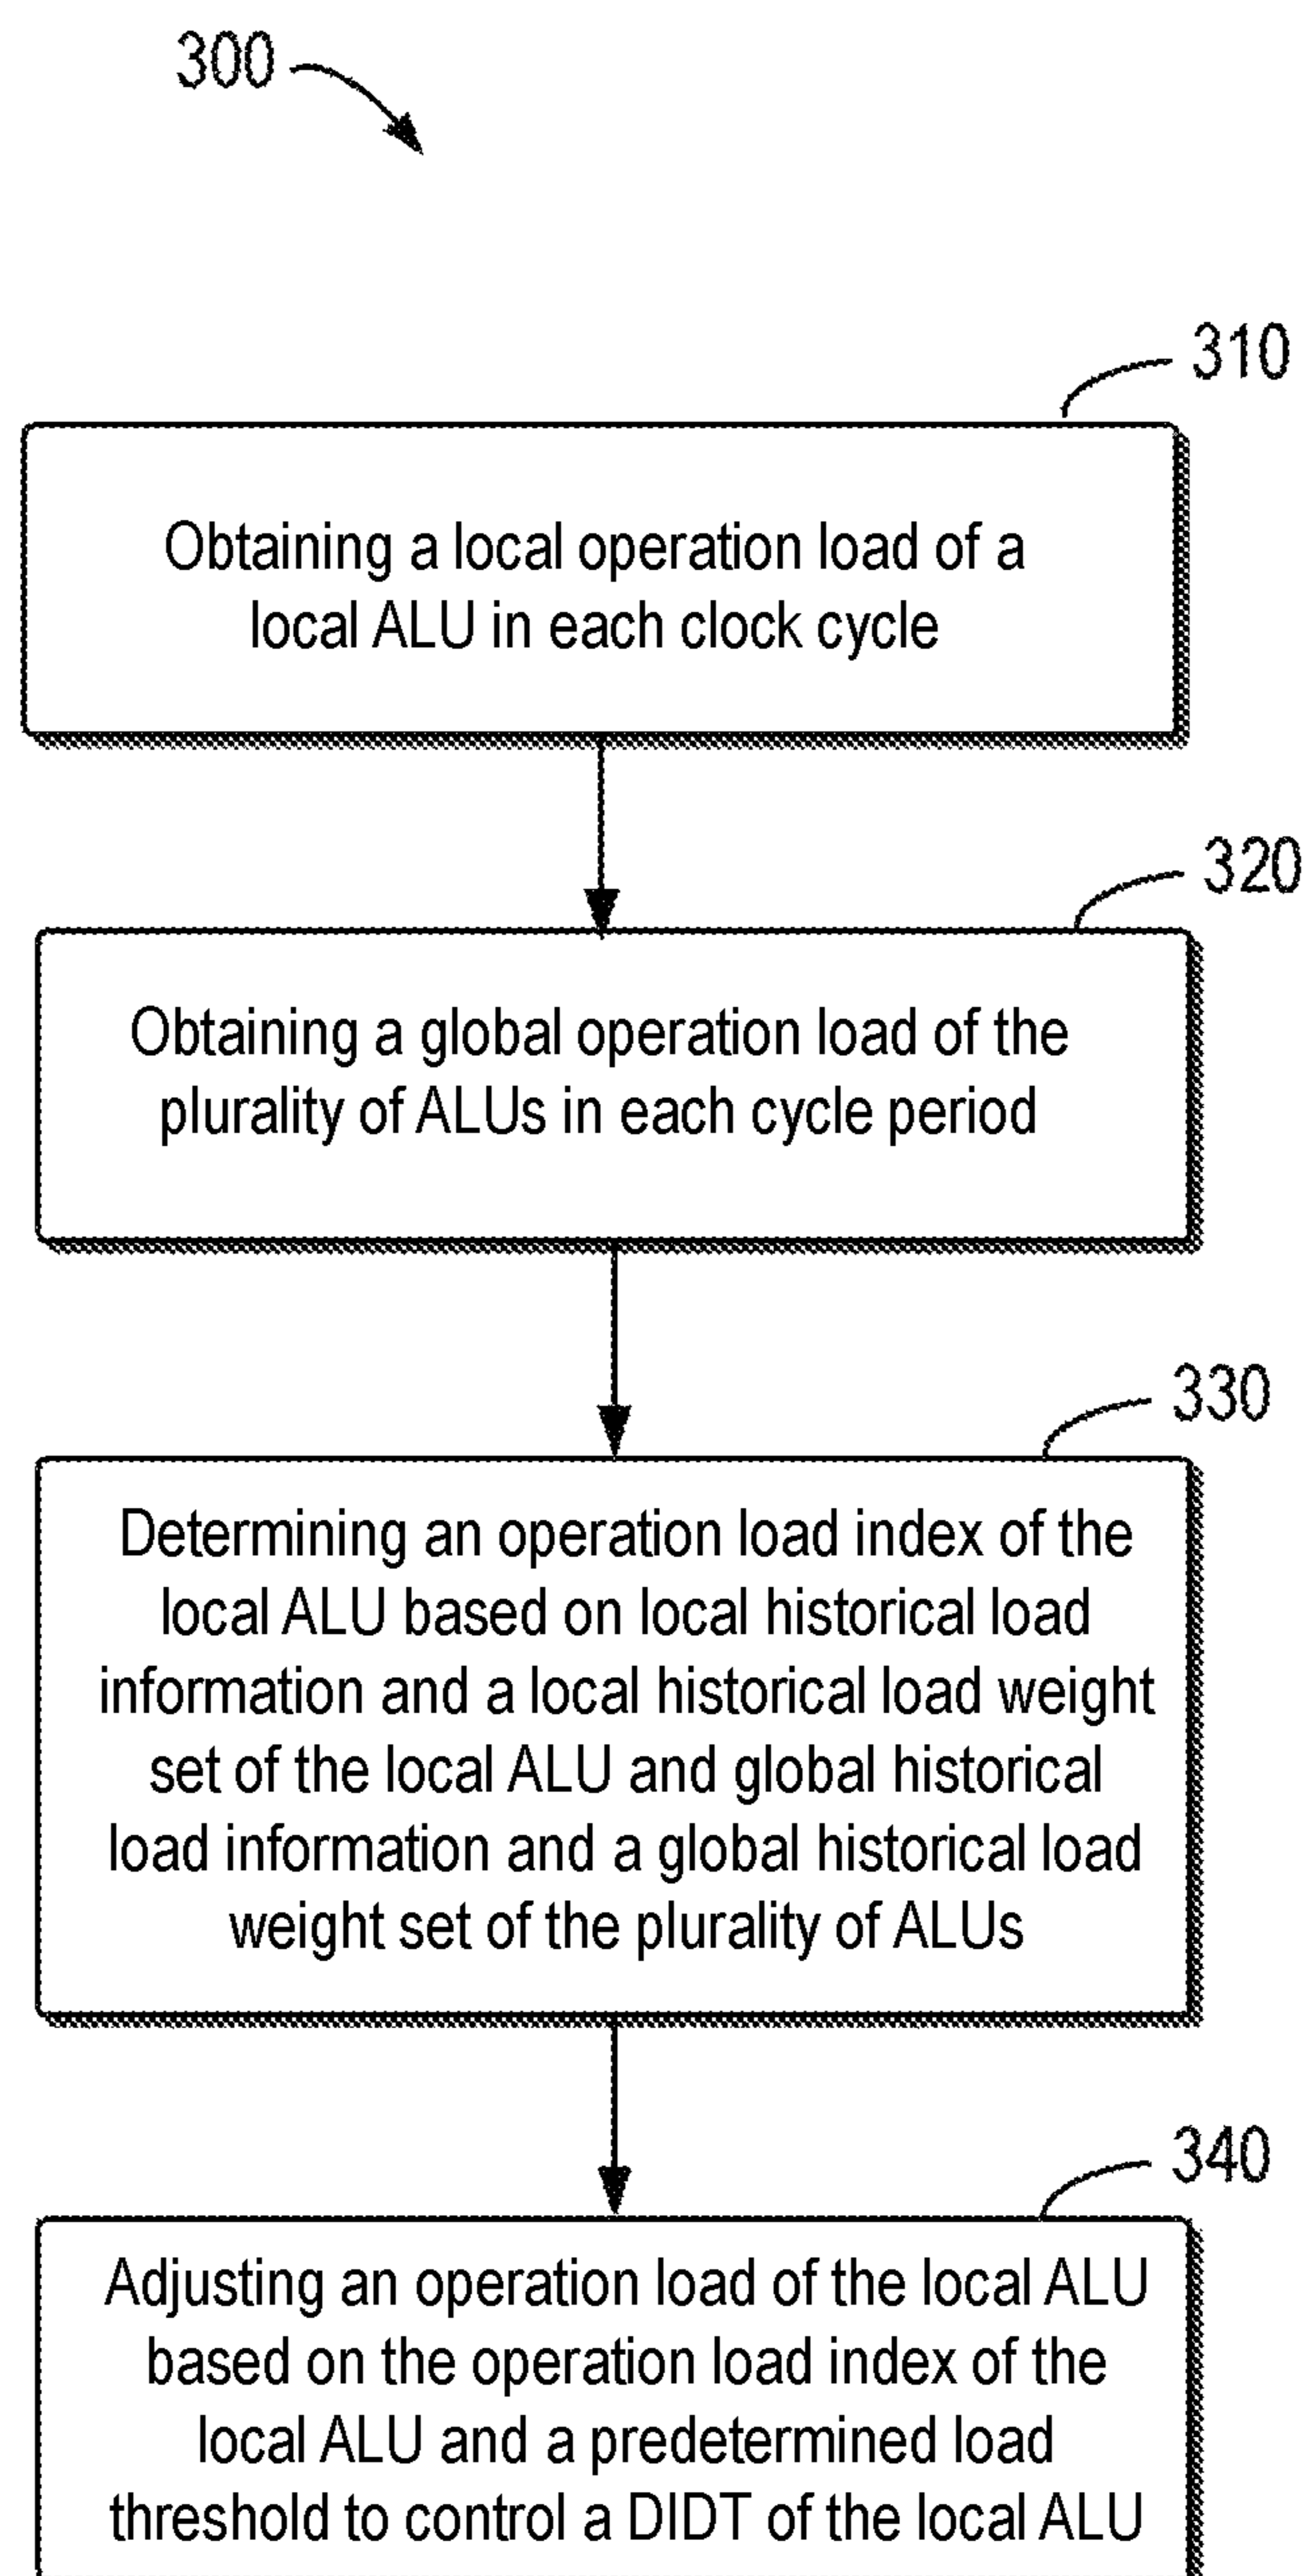 300
310
Obtaining a local operation load of a
local ALU in each clock cycle
320
Obtaining a global operation load of the
plurality of ALUs in each cycle period
330
Determining an operation load index of the
local ALU based on local historical load
information and a local historical load weight
set of the local ALU and global historical
load information and a global historical load
weight set of the plurality of ALUs
340
Adjusting an operation load of the local ALU
based on the operation load index of the
local ALU and a predetermined load
threshold to control a DIDT of the local ALU